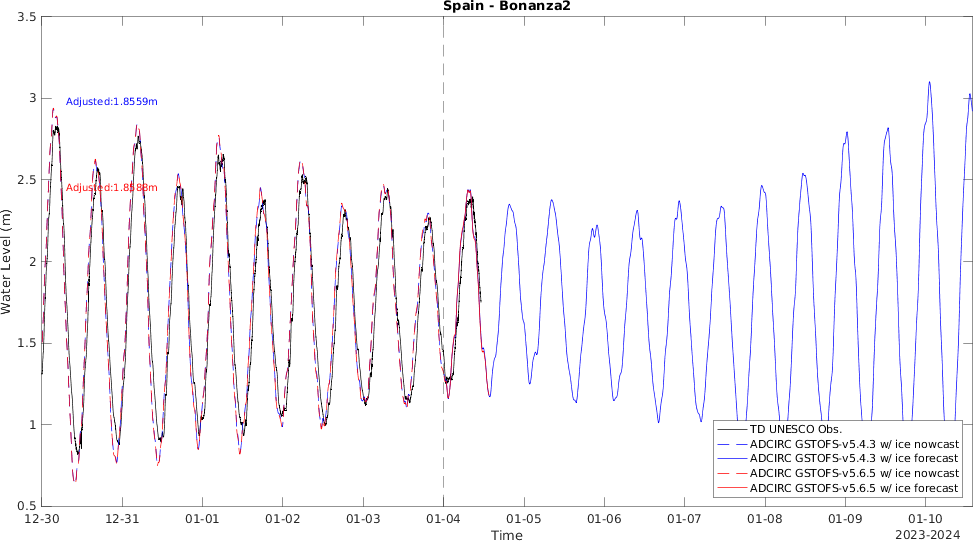 Spain - Bonanza2
3.5
3
2.5
2
1.5
1
0.5
Water Level (m)
Adjusted:1.8559m
Adjusted:1.8583m
TD UNESCO Obs.
ADCIRC GSTOFS-v5.4.3 w/ ice nowcast
ADCIRC GSTOFS-v5.4.3 w/ ice forecast
ADCIRC GSTOFS-v5.6.5 w/ ice nowcast
ADCIRC GSTOFS-v5.6.5 w/ ice forecast
12-30 12-31 01-01 01-02 01-03 01-04 01-05 01-06 01-07 01-08 01-09 01-10
Time
2023-2024